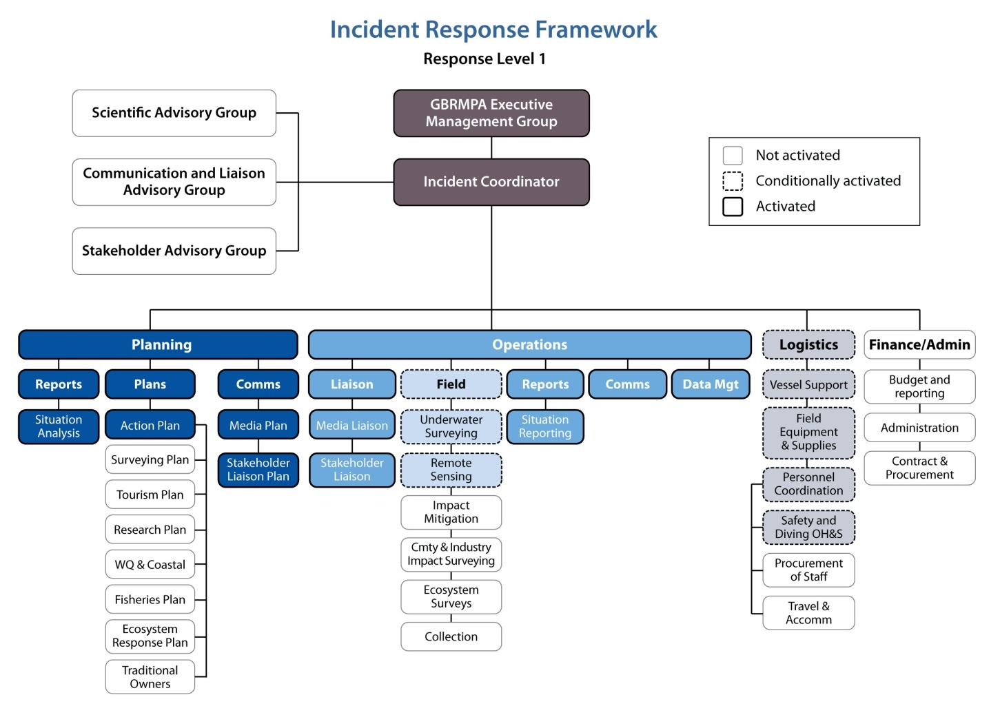 Incident Response Framework
Response Level 1
Scientific Advisory Group
Communication and Liaison
Advisory Group
Stakeholder Advisory Group
GBRMPA Executive
Management Group
Incident Coordinator
Not activated
Conditionally activated
Activated
Planning
Reports
Situation
Analysis
Plans
Action Plan
Surveying Plan
Tourism Plan
Research Plan
WQ & Coastal
Fisheries Plan
Ecosystem
Response Plan
Traditional
Owners
Comms
Media Plan
Stakeholder
Liaison Plan
Operations
Liaison
Media Liaison
Stakeholder
Liaison
Field
Underwater
Surveying
Remote
Sensing
Impact
Mitigation
Cmty & Industry
Impact Surveying
Ecosystem
Surveys
Collection
Reports
Situation
Reporting
Comms
Data Mgt
Logistics
Vessel Support
Field
Equipment
& Supplies
Personnel
Coordination
Safety and
Diving OH&S
Procurement
of Staff
Travel &
Accomm
Finance/Admin
Budget and
reporting
Administration
Contract &
Procurement